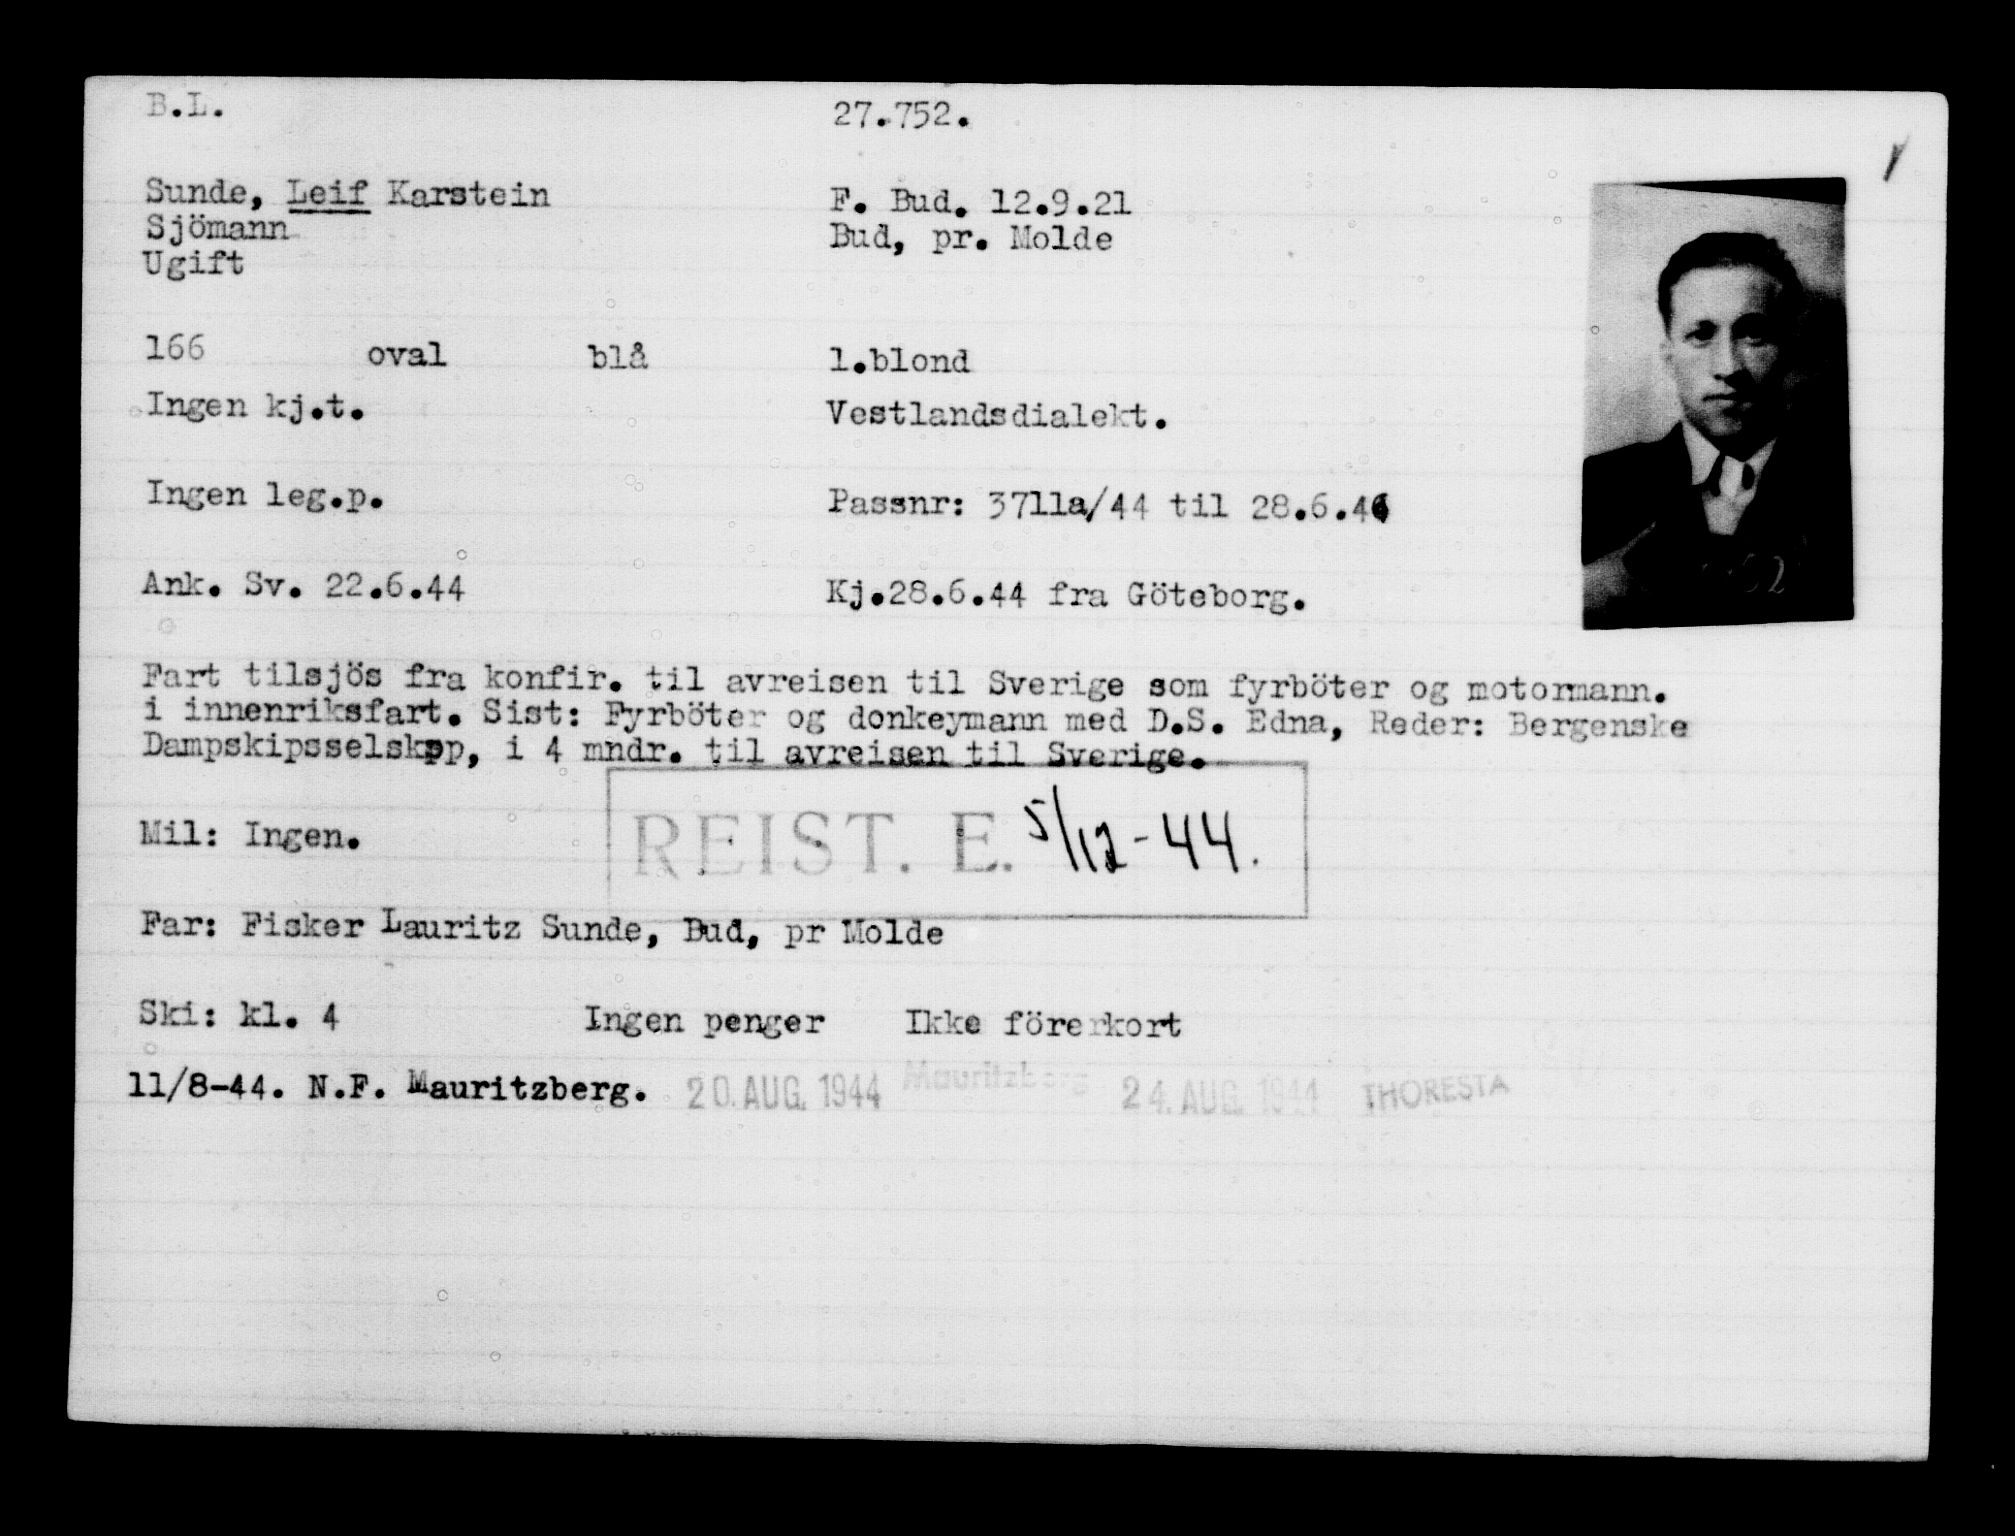 B.L. 27.752.
Sunde, Leif Karstein F. Bud. 12.9.21
Sjömann Bud, pr. Molde
Ugift
166 oval blå l.blond
Ingen kj.t. Vestlandsdialekt.
Ingen leg.p. Passnr: 3711a/44 til 28.6.46
Ank. Sv. 22.6.44 Kj.28.6.44 fra Göteborg.
Fart tilsjös fra konfir. til avreisen til Sverige som fyrböter og motormann.
i innenriksfart. Sist: Fyrböter og donkeymann med D.S. Edna, Reder: Bergenske
Dampskipsselskap, i 4 mndr. til avreisen til Sverige.
REIST. E. 5/12-44.
Mil: Ingen.
Far: Fisker Lauritz Sunde, Bud, pr Molde
Ski: kl. 4 Ingen penger Ikke förerkort
11/8-44. N.F. Mauritzberg. 20. AUG. 1944 Mauritzberg 24. AUG. 1944 THORESTA